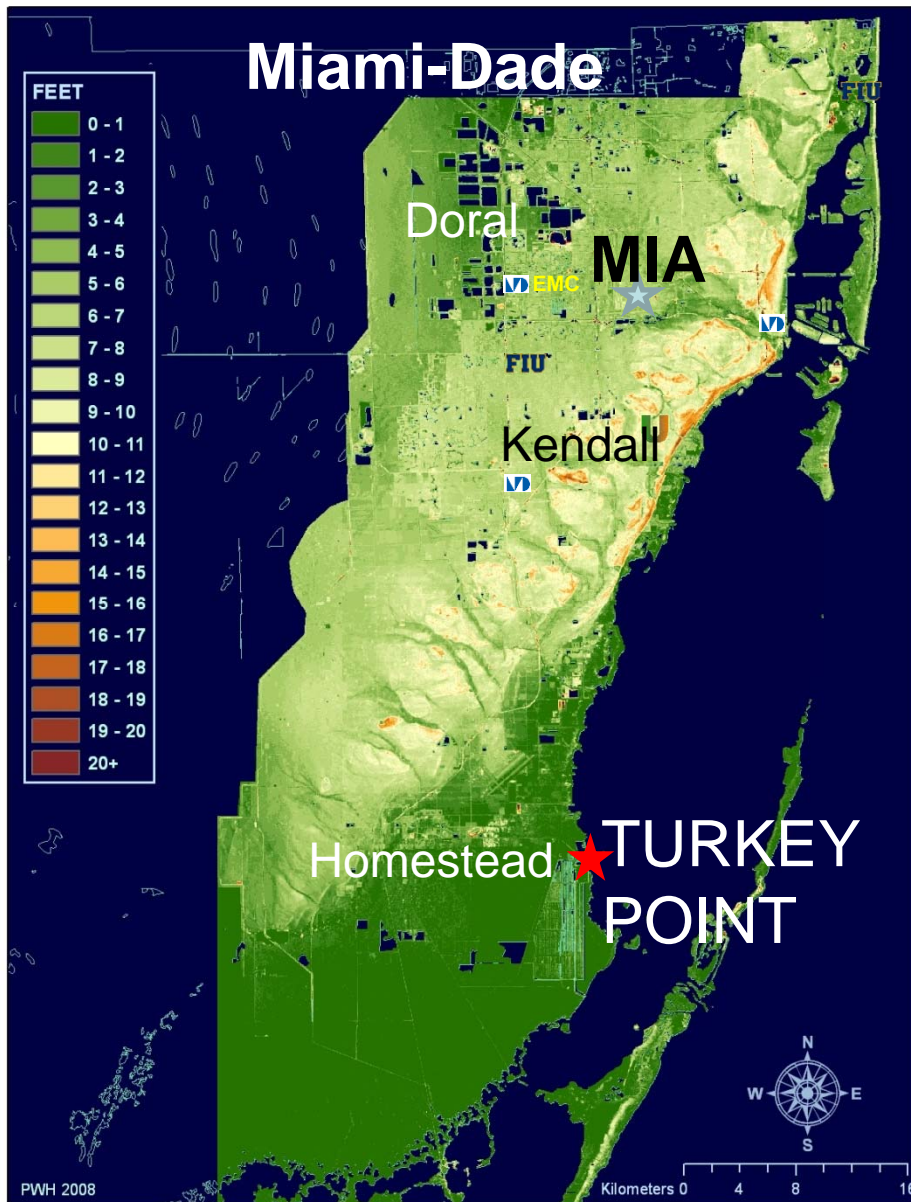 Miami-Dade
FEET
0 - 1
1 - 2
2 - 3
3 - 4
4 - 5
5 - 6
6 - 7
7 - 8
8 - 9
9 - 10
10 - 11
11 - 12
12 - 13
13 - 14
14 - 15
15 - 16
16 - 17
17 - 18
18 - 19
19 - 20
20+
FIU
Doral
MIA
EMC
FIU
Kendall
Homestead
TURKEY
POINT
N
W E
S
PWH 2008
Kilometers 0 4 8 16